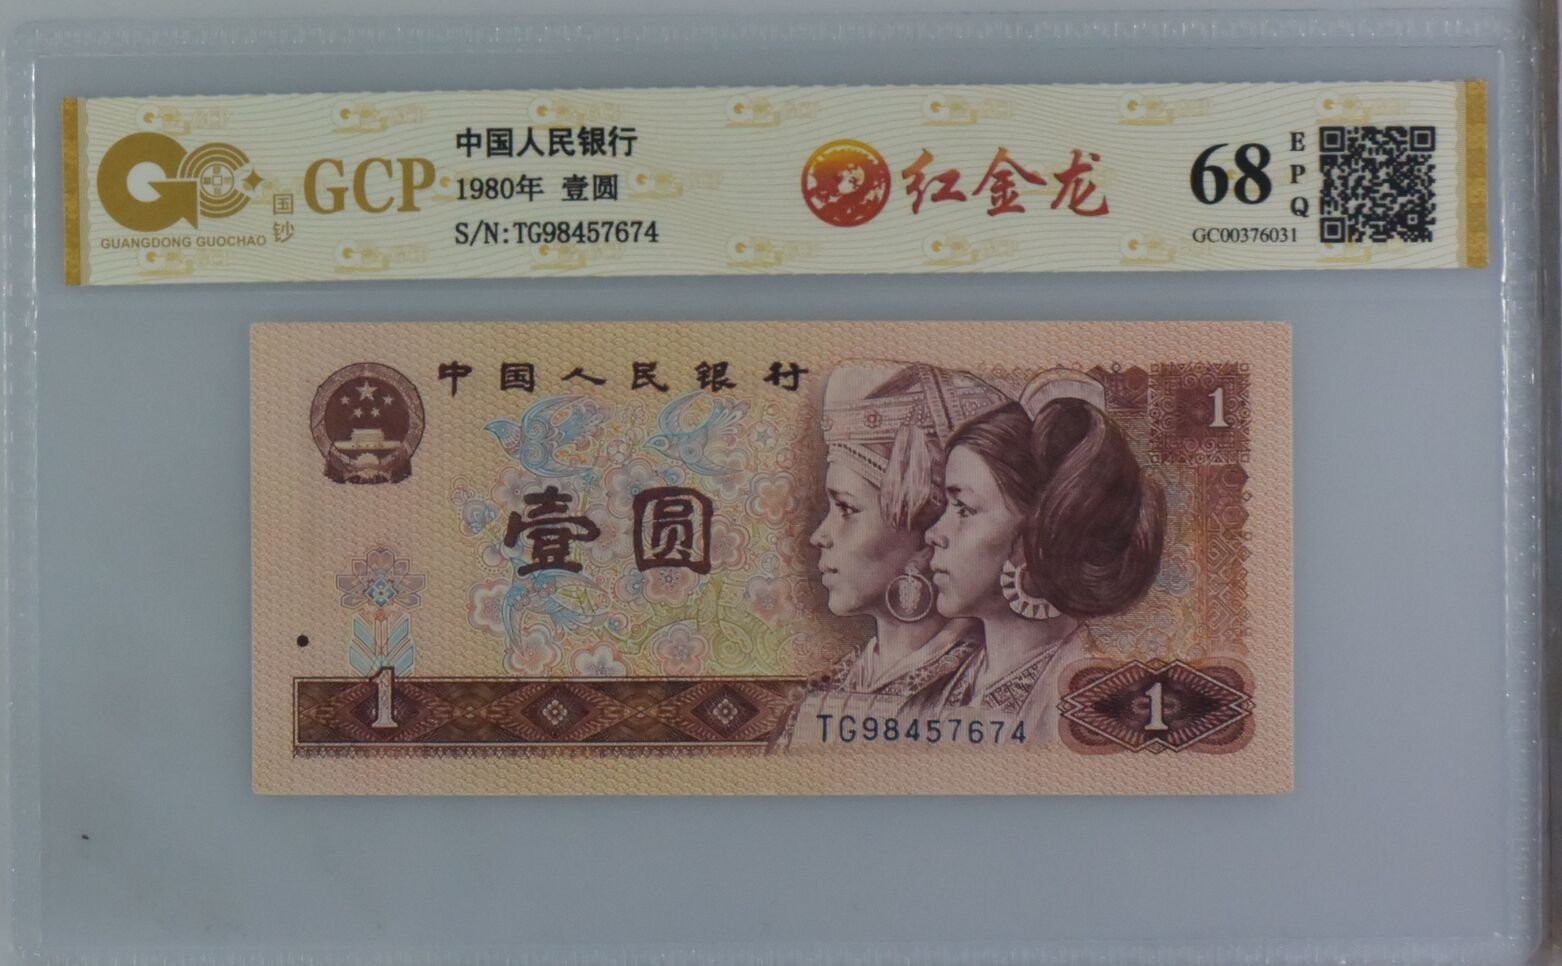 GCP
国钞
GUANGDONG GUOCHAO
中国人民银行
1980年 壹圆
S/N:TG98457674
红金龙
68
EPQ
GC00376031
中国人民银行
1
壹圆
1
TG98457674
1